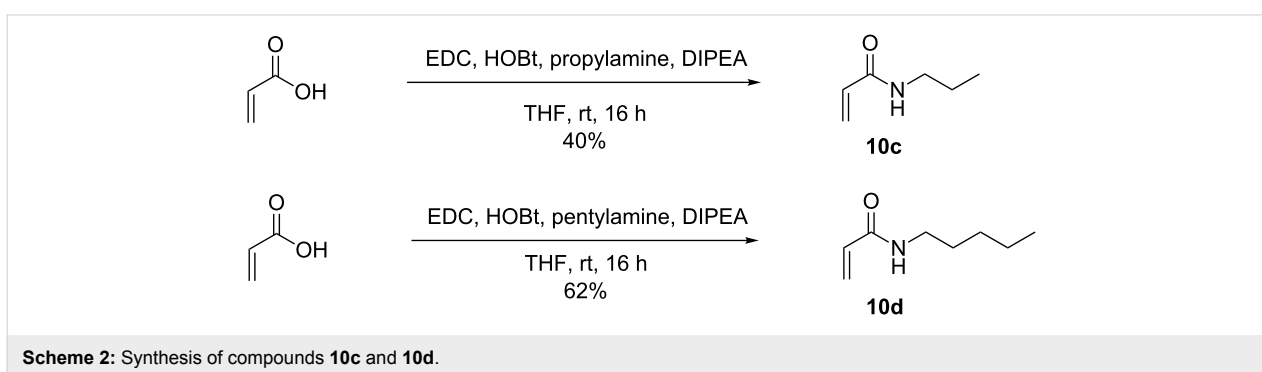 O
OH
EDC, HOBt, propylamine, DIPEA
THF, rt, 16 h
40%
O
N
H
10c
O
OH
EDC, HOBt, pentylamine, DIPEA
THF, rt, 16 h
62%
O
N
H
10d
Scheme 2: Synthesis of compounds 10c and 10d.